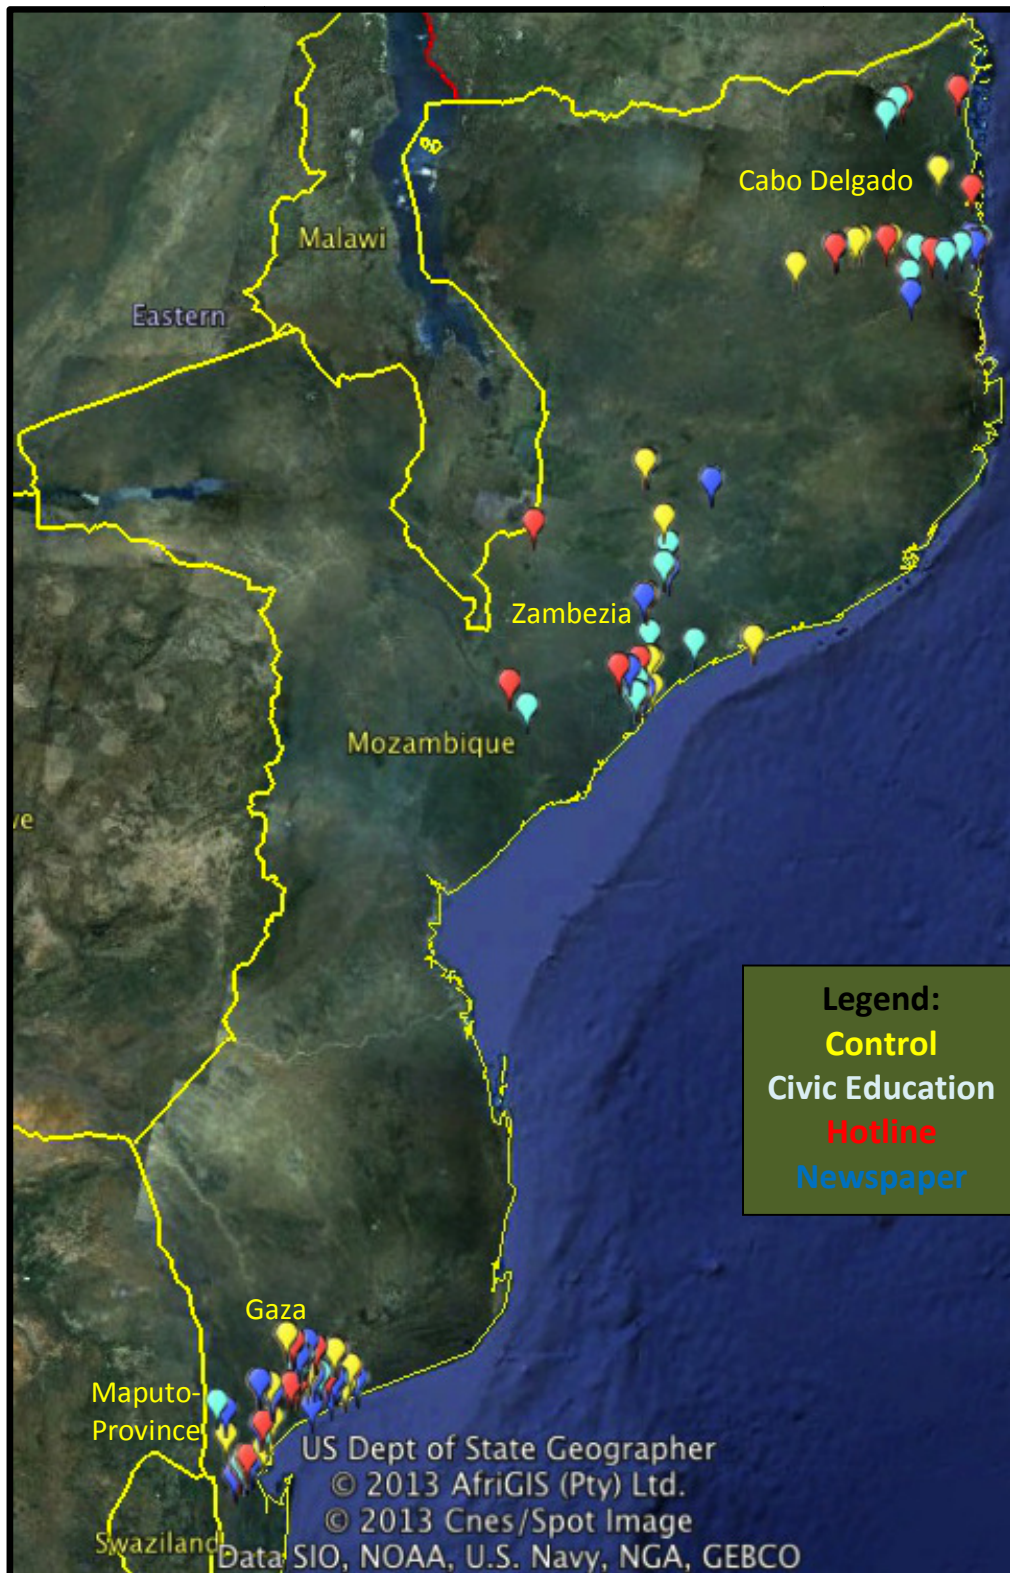 Cabo Delgado
Malawi
Eastern
Zambezia
Mozambique
ve
Legend:
Control
Civic Education
Hotline
Newspaper
Gaza
Maputo-
Province
US Dept of State Geographer
© 2013 AfriGIS (Pty) Ltd.
© 2013 Cnes/Spot Image
Swaziland
Data SIO, NOAA, U.S. Navy, NGA, GEBCO